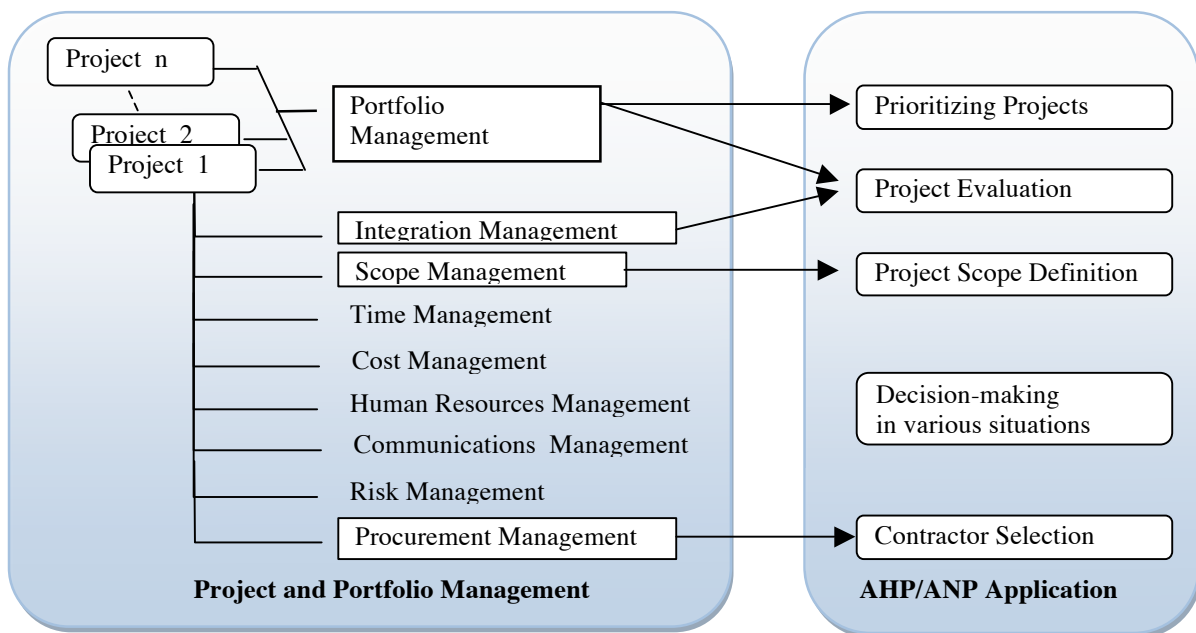 Project n
Project 2
Project 1
Portfolio
Management
Integration Management
Scope Management
Time Management
Cost Management
Human Resources Management
Communications Management
Risk Management
Procurement Management
Project and Portfolio Management
Prioritizing Projects
Project Evaluation
Project Scope Definition
Decision-making
in various situations
Contractor Selection
AHP/ANP Application